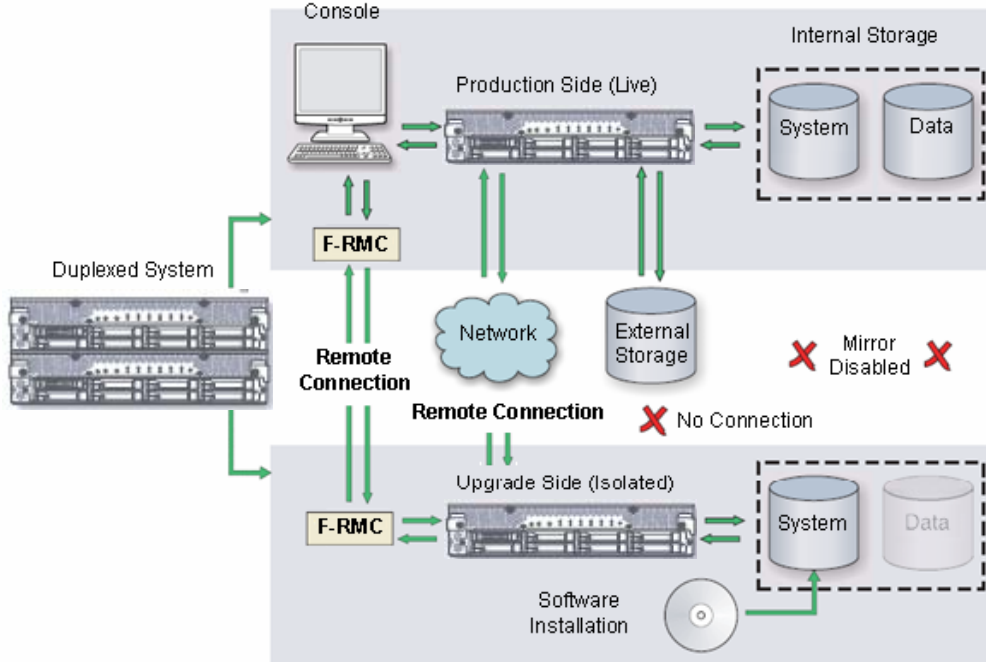 Console
Internal Storage
Production Side (Live)
System
Data
F-RMC
Duplexed System
Network
External
Storage
Mirror
Disabled
Remote
Connection
Remote Connection
No Connection
Upgrade Side (Isolated)
F-RMC
System
Data
Software
Installation